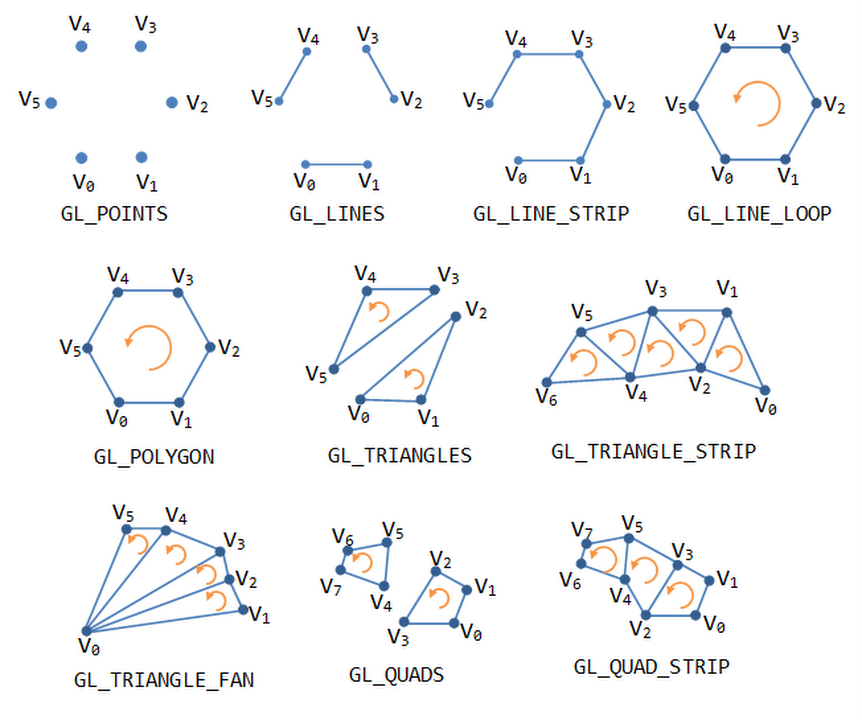 V4 V3
V5 V2
V0 V1
GL_POINTS
V4 V3
V5 V2
V0 V1
GL_LINES
V4 V3
V5 V2
V0 V1
GL_LINE_STRIP
V4 V3
V5 V2
V0 V1
GL_LINE_LOOP
V4 V3
V5 V2
V0 V1
GL_POLYGON
V4 V3
V2
V5
V0 V1
GL_TRIANGLES
V3 V1
V5
V6 V4 V2 V0
GL_TRIANGLE_STRIP
V5 V4
V3
V2
V1
V0
GL_TRIANGLE_FAN
V6 V5
V2
V7 V1
V4
V3 V0
GL_QUADS
V7 V5
V3
V6 V1
V4
V2 V0
GL_QUAD_STRIP